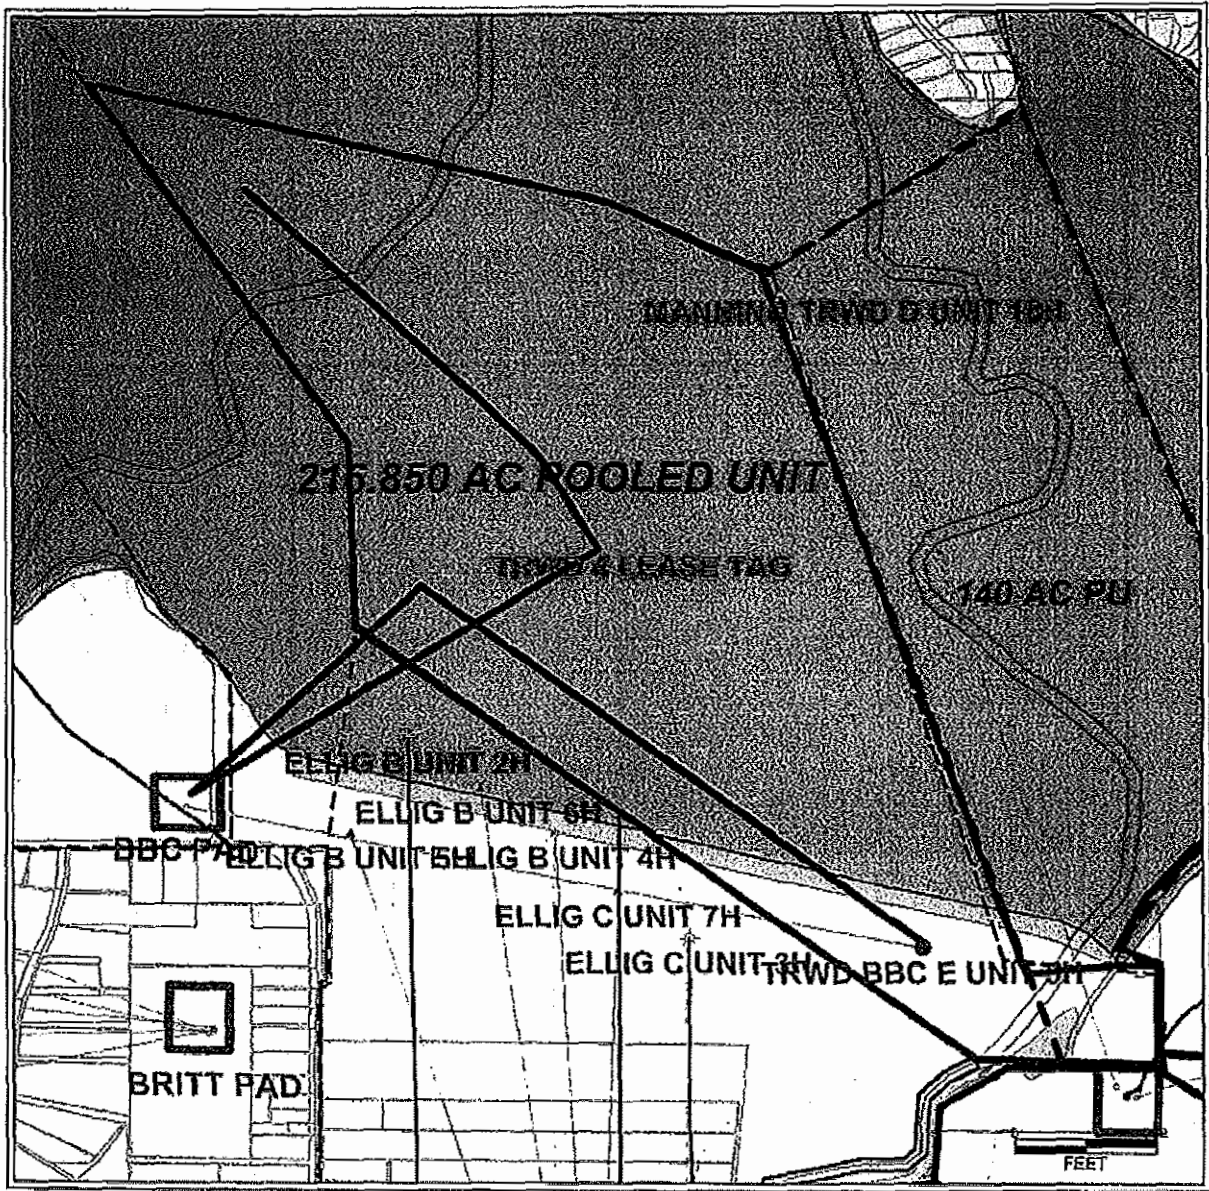 MANNING TRWD D UNIT 10H
215.850 AC POOLED UNIT
TRWD 4 LEASE TAG
140 AC PU
ELLIG B UNIT 2H
ELLIG B UNIT 6H
BBC PAD
ELLIG B UNIT 5H
ELLIG B UNIT 4H
ELLIG C UNIT 7H
ELLIG C UNIT 3H
TRWD BBC E UNIT
BRITT PAD
FEET